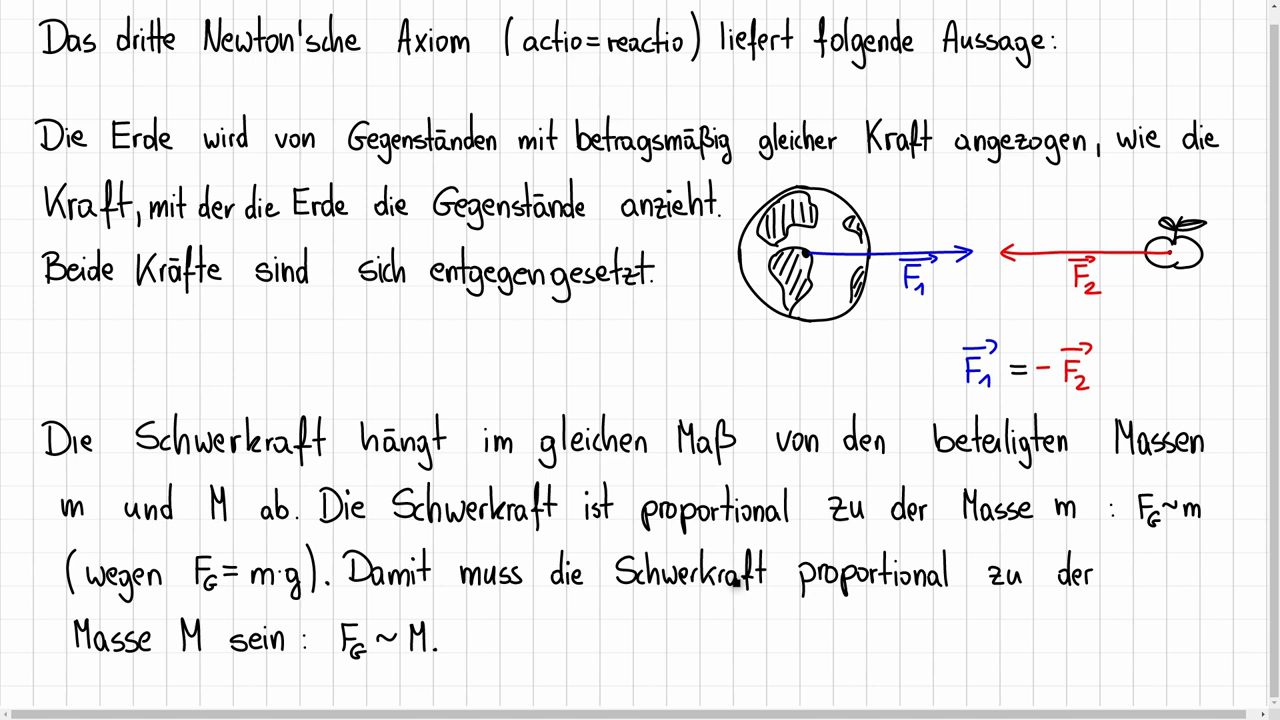 Das dritte Newton'sche Axiom (actio=reactio) liefert folgende Aussage:
Die Erde wird von Gegenständen mit betragsmäßig gleicher Kraft angezogen, wie die
Kraft, mit der die Erde die Gegenstände anzieht.
Beide Kräfte sind sich entgegengesetzt.
F₁
F₂
F₁ = - F₂
Die Schwerkraft hängt im gleichen Maß von den beteiligten Massen
m und M ab. Die Schwerkraft ist proportional zu der Masse m : F_G ~ m
(wegen F_G = m·g). Damit muss die Schwerkraft proportional zu der
Masse M sein : F_G ~ M.